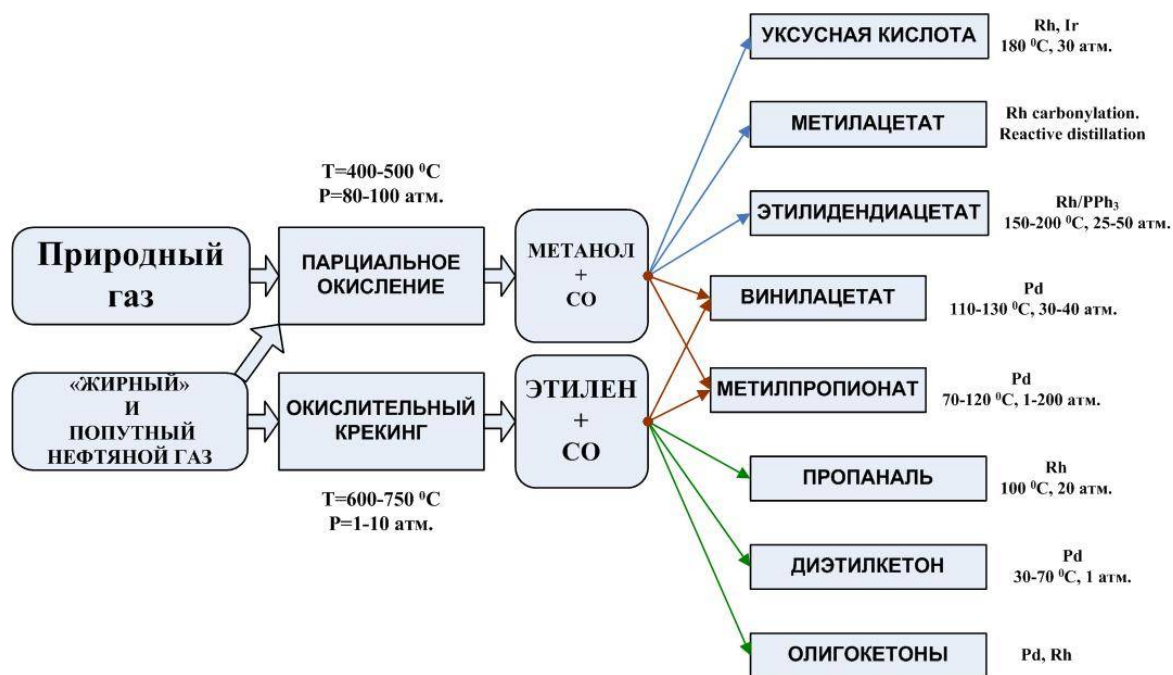 УКСУСНАЯ КИСЛОТА
Rh, Ir
180 ⁰C, 30 атм.
МЕТИЛАЦЕТАТ
Rh carbonylation.
Reactive distillation
T=400-500 ⁰C
P=80-100 атм.
ЭТИЛИДЕНДИАЦЕТАТ
Rh/PPh₃
150-200 ⁰C, 25-50 атм.
Природный
газ
ПАРЦИАЛЬНОЕ
ОКИСЛЕНИЕ
МЕТАНОЛ
+
СО
ВИНИЛАЦЕТАТ
Pd
110-130 ⁰C, 30-40 атм.
«ЖИРНЫЙ»
И
ПОПУТНЫЙ
НЕФТЯНОЙ ГАЗ
ОКИСЛИТЕЛЬНЫЙ
КРЕКИНГ
ЭТИЛЕН
+
СО
МЕТИЛПРОПИОНАТ
Pd
70-120 ⁰C, 1-200 атм.
T=600-750 ⁰C
P=1-10 атм.
ПРОПАНАЛЬ
Rh
100 ⁰C, 20 атм.
ДИЭТИЛКЕТОН
Pd
30-70 ⁰C, 1 атм.
ОЛИГОКЕТОНЫ
Pd, Rh